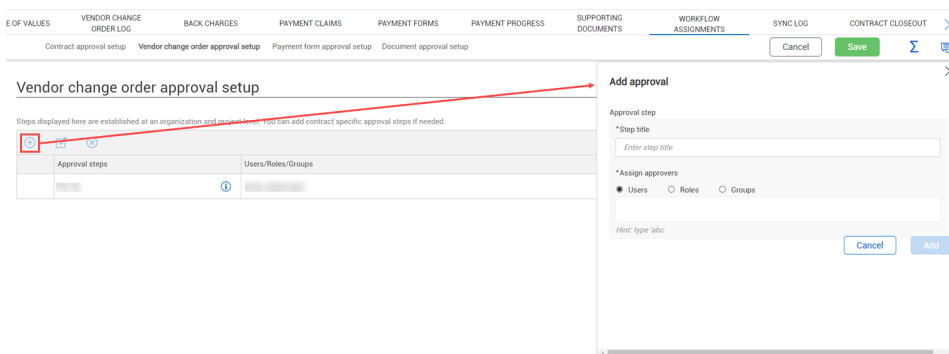 E OF VALUES
VENDOR CHANGE
ORDER LOG
BACK CHARGES
PAYMENT CLAIMS
PAYMENT FORMS
PAYMENT PROGRESS
SUPPORTING
DOCUMENTS
WORKFLOW
ASSIGNMENTS
SYNC LOG
CONTRACT CLOSEOUT
Contract approval setup Vendor change order approval setup Payment form approval setup Document approval setup
Cancel
Save
Vendor change order approval setup
Steps displayed here are established at an organization and project level. You can add contract specific approval steps if needed.
Approval steps
Users/Roles/Groups
Add approval
Approval step
*Step title
Enter step title
*Assign approvers
Users
Roles
Groups
Hint: type 'abc
Cancel
Add